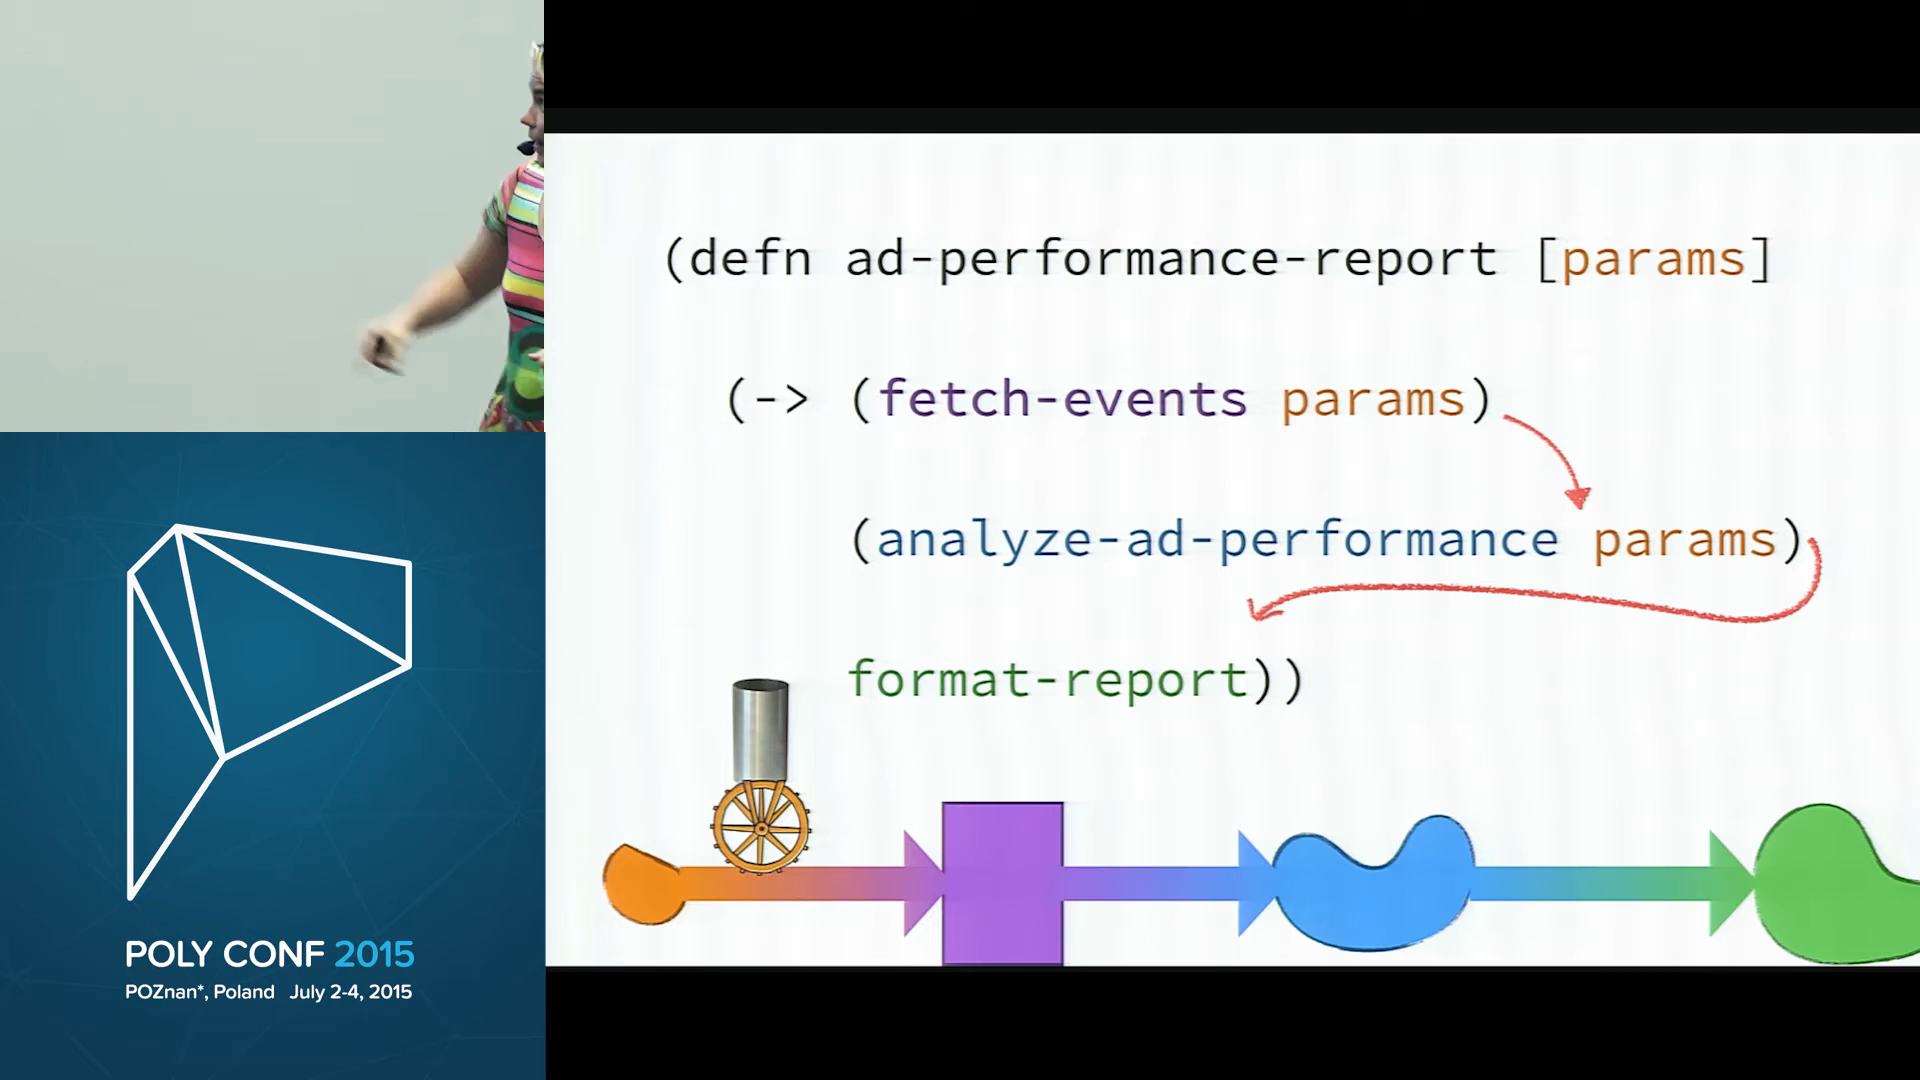 (defn ad-performance-report [params]
(-> (fetch-events params)
(analyze-ad-performance params)
format-report))
POLY CONF 2015
POZnan*, Poland July 2-4, 2015